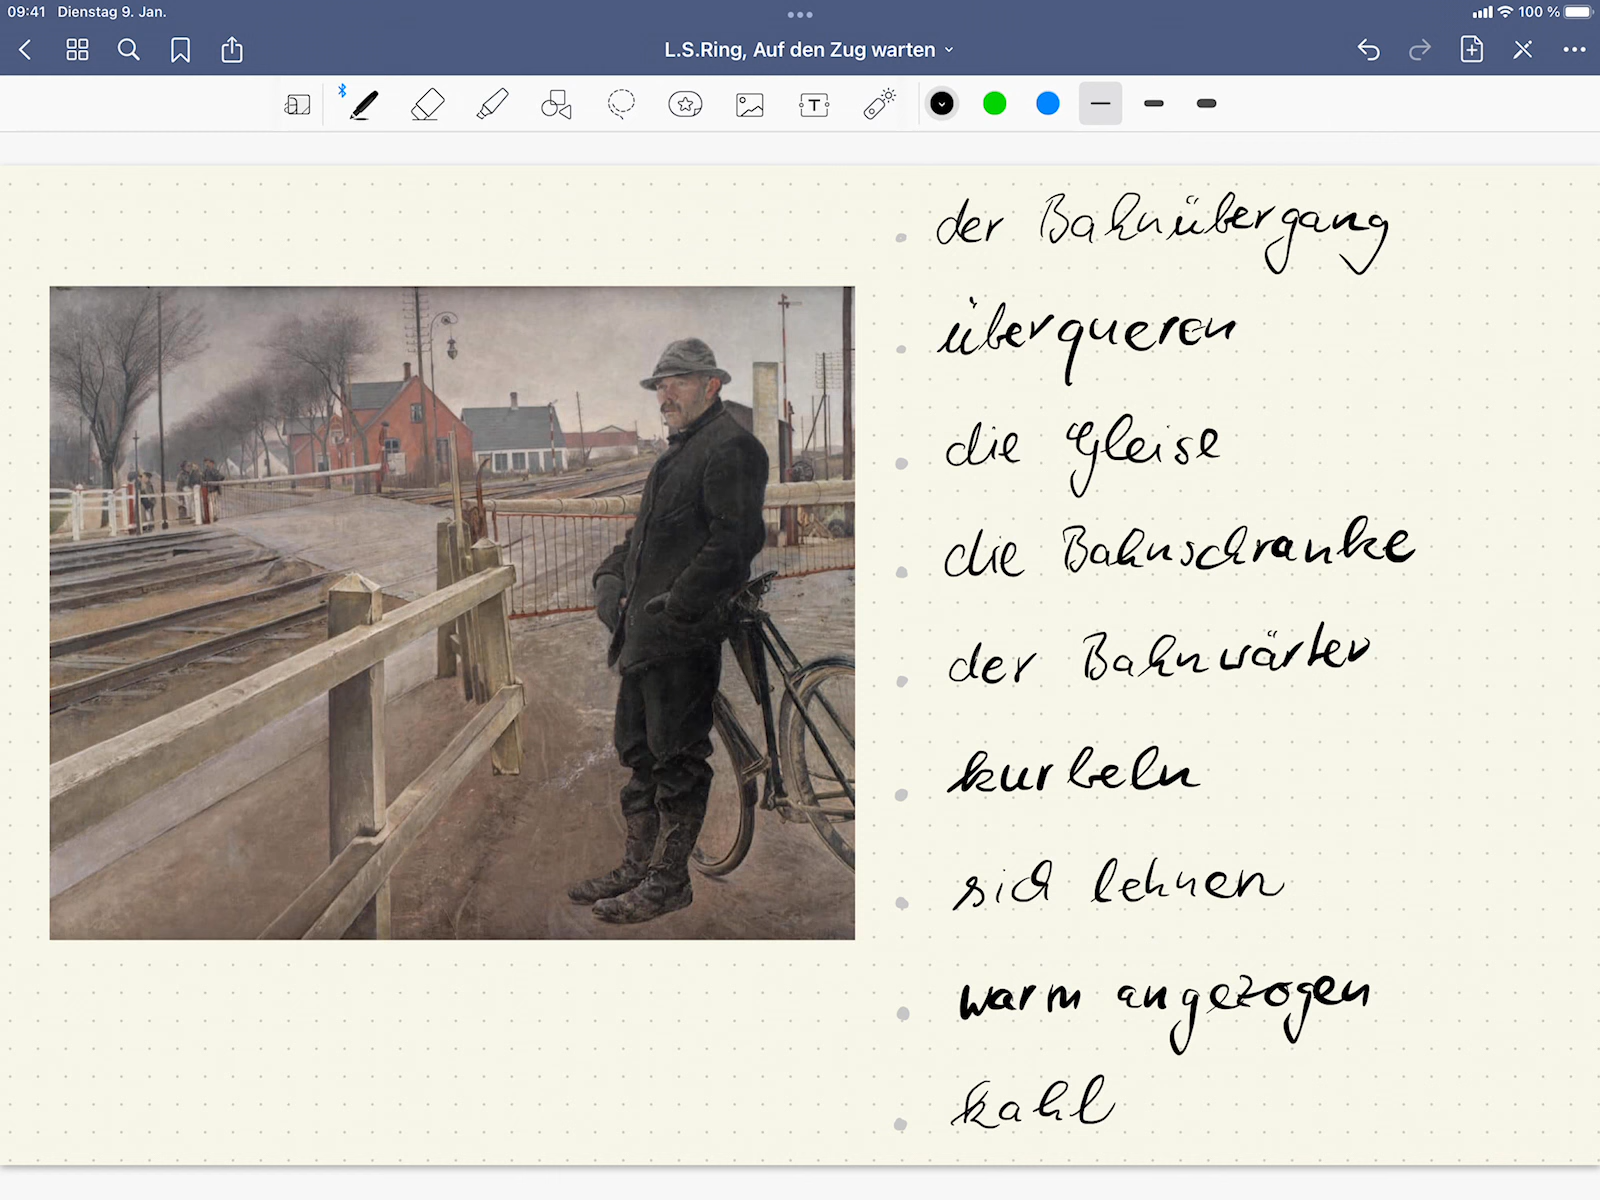 09:41 Dienstag 9. Jan.
100 %
L.S.Ring, Auf den Zug warten
der Bahnübergang
überqueren
die Gleise
die Bahnschranke
der Bahnwärter
kurbeln
sich lehnen
warm angezogen
kahl